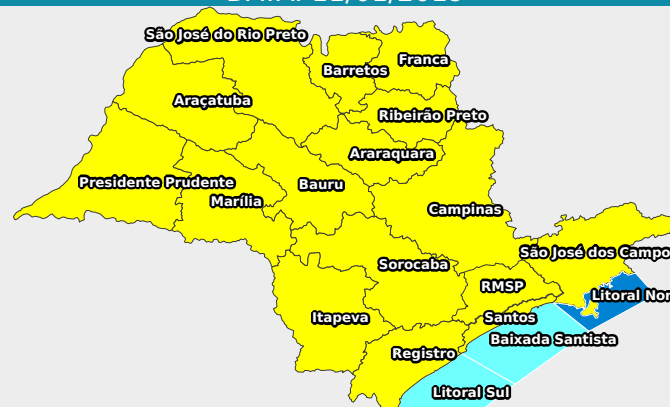 São José do Rio Preto
Franca
Barretos
Araçatuba
Ribeirão Preto
Araraquara
Presidente Prudente
Bauru
Marília
Campinas
São José dos Campo
Sorocaba
RMSP
Litoral Nor
Itapeva
Santos
Baixada Santista
Registro
Litoral Sul